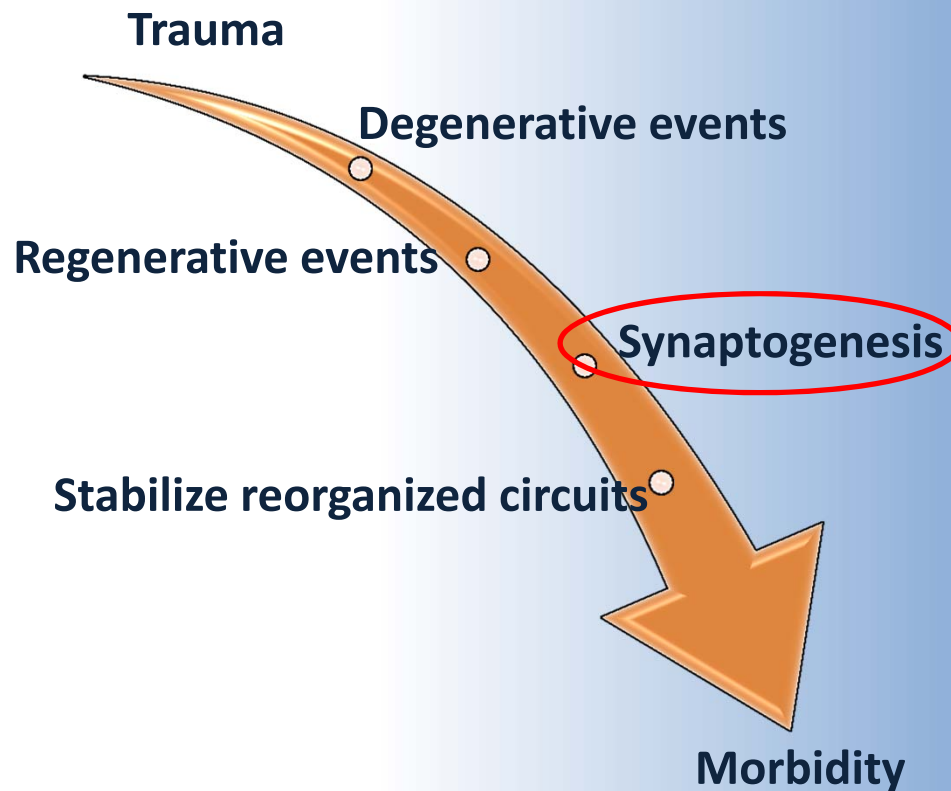 Trauma
Degenerative events
Regenerative events
Synaptogenesis
Stabilize reorganized circuits
Morbidity